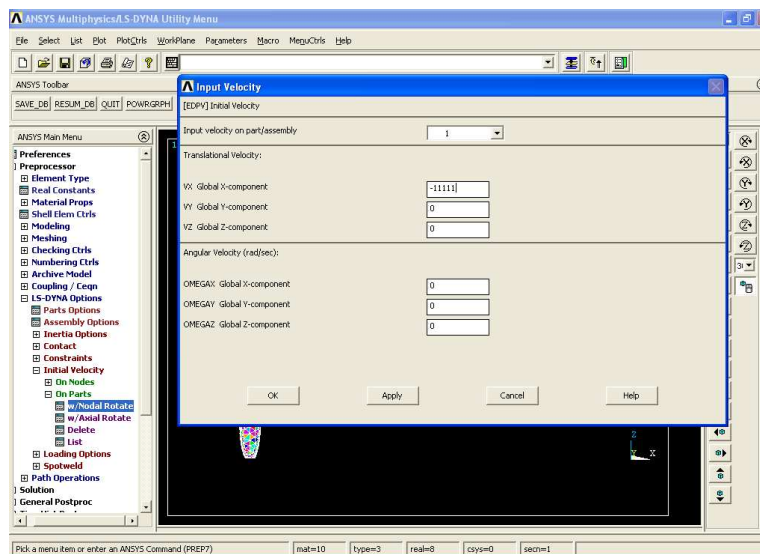 ANSYS Multiphysics/LS-DYNA Utility Menu
File Select List Plot PlotCtrls WorkPlane Parameters Macro MenuCtrls Help
ANSYS Toolbar
SAVE_DB RESUM_DB QUIT POWRGRPH
ANSYS Main Menu
Preferences
Preprocessor
Element Type
Real Constants
Material Props
Shell Elem Ctrls
Modeling
Meshing
Checking Ctrls
Numbering Ctrls
Archive Model
Coupling / Ceqn
LS-DYNA Options
Parts Options
Assembly Options
Inertia Options
Contact
Constraints
Initial Velocity
On Nodes
On Parts
w/Nodal Rotate
w/Axial Rotate
Delete
List
Loading Options
Spotweld
Path Operations
Solution
General Postproc
1
Input Velocity
[EDPV] Initial Velocity
Input velocity on part/assembly 1
Translational Velocity:
VX Global X-component -11111
VY Global Y-component 0
VZ Global Z-component 0
Angular Velocity (rad/sec):
OMEGAX Global X-component 0
OMEGAY Global Y-component 0
OMEGAZ Global Z-component 0
OK Apply Cancel Help
Z
Y X
Pick a menu item or enter an ANSYS Command (PREP7) mat=10 type=3 real=8 csys=0 secn=1